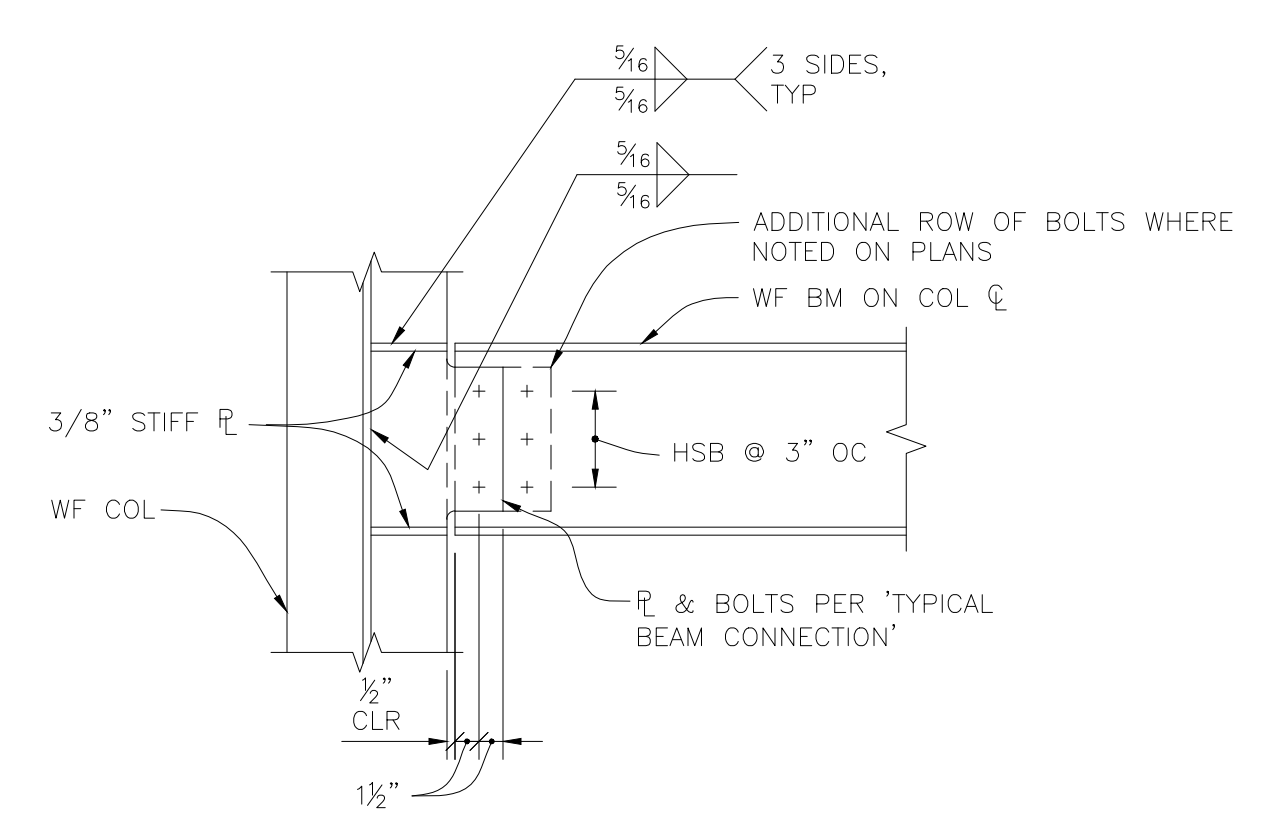 5/16
5/16
3 SIDES,
TYP
5/16
5/16
ADDITIONAL ROW OF BOLTS WHERE
NOTED ON PLANS
WF BM ON COL ℄
3/8" STIFF ⅊
HSB @ 3" OC
WF COL
⅊ & BOLTS PER 'TYPICAL
BEAM CONNECTION'
½"
CLR
1½"